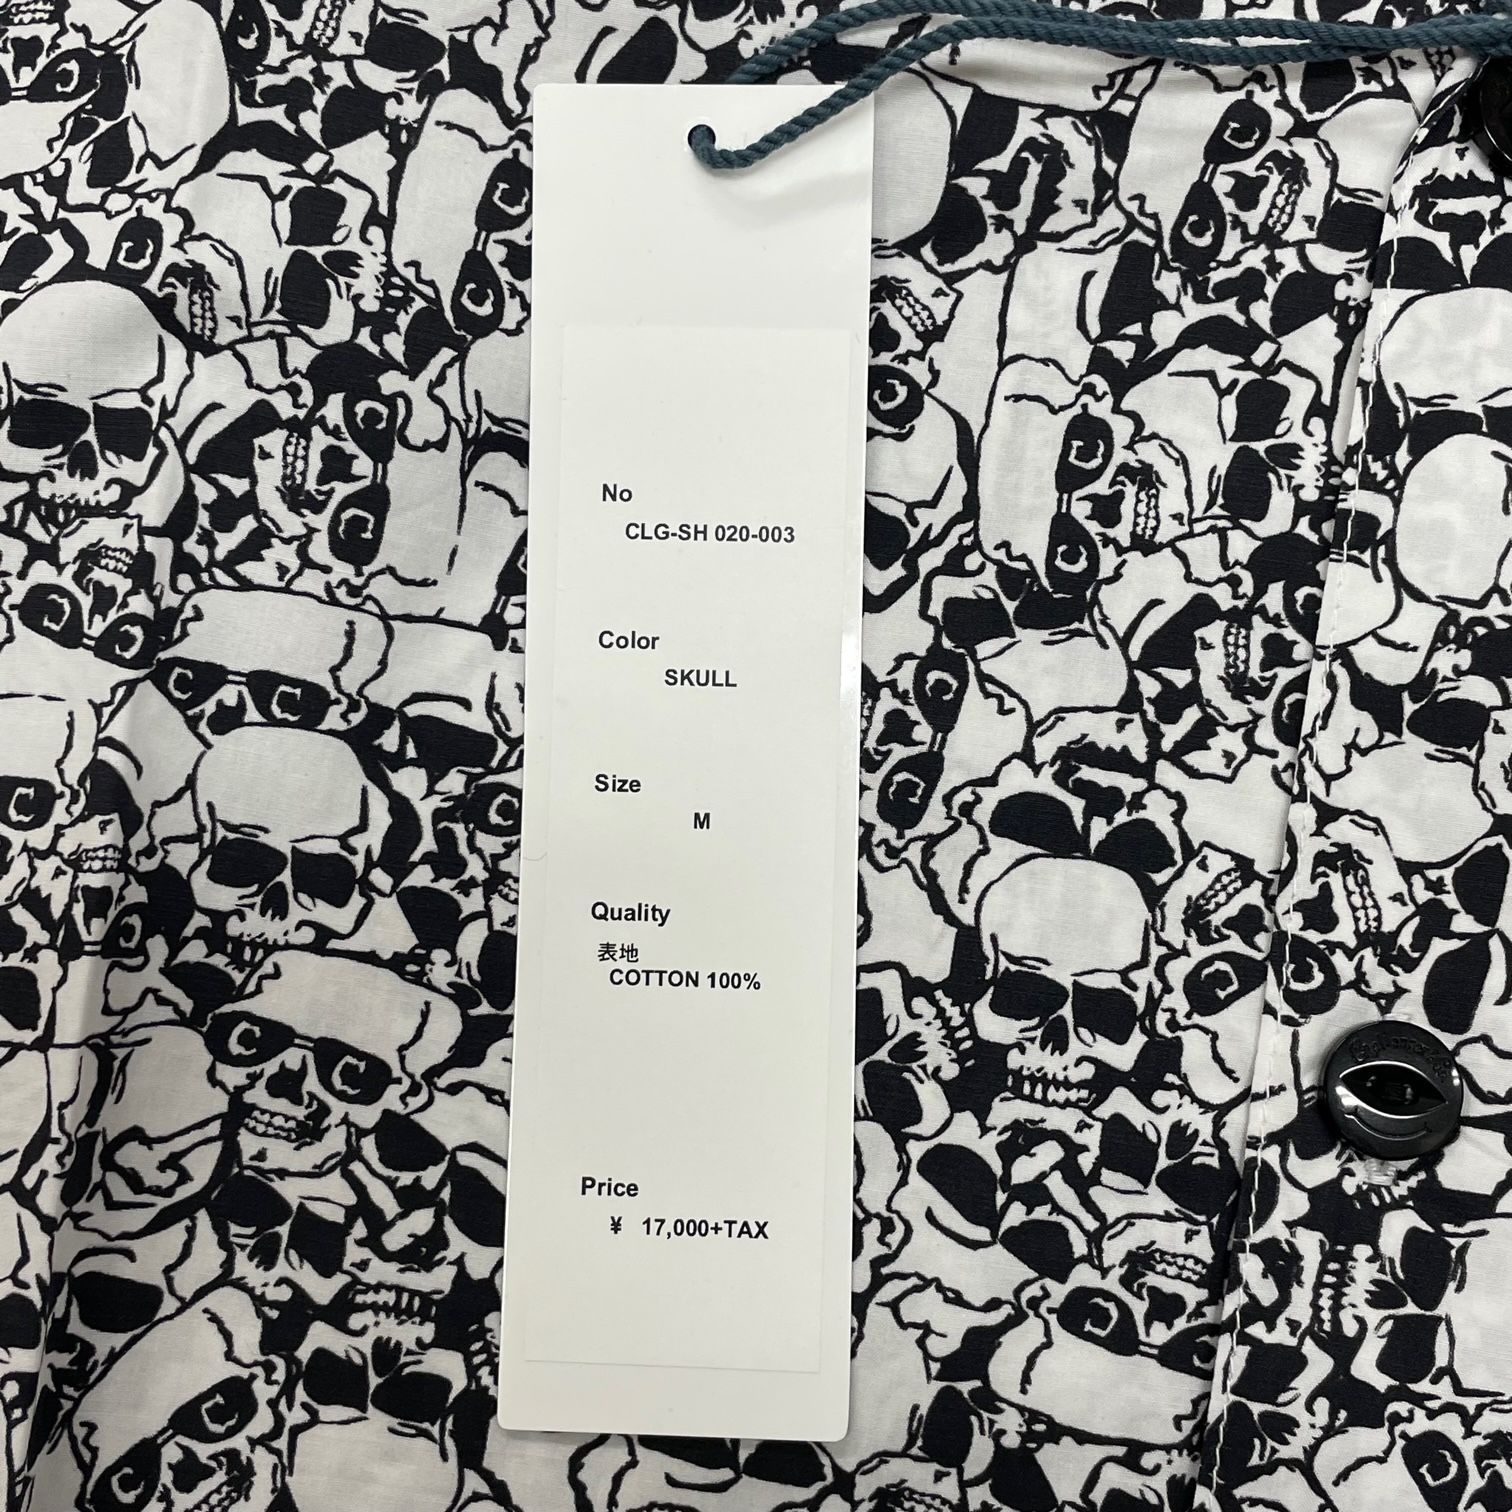 No
CLG-SH 020-003
Color
SKULL
Size
M
Quality
表地
COTTON 100%
Price
¥ 17,000+TAX